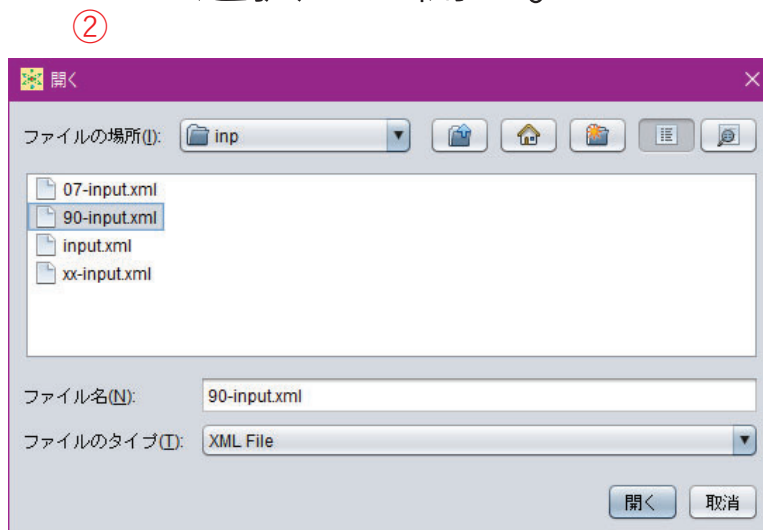 ②
開く
ファイルの場所(I): inp
07-input.xml
90-input.xml
input.xml
xx-input.xml
ファイル名(N): 90-input.xml
ファイルのタイプ(T): XML File
開く 取消